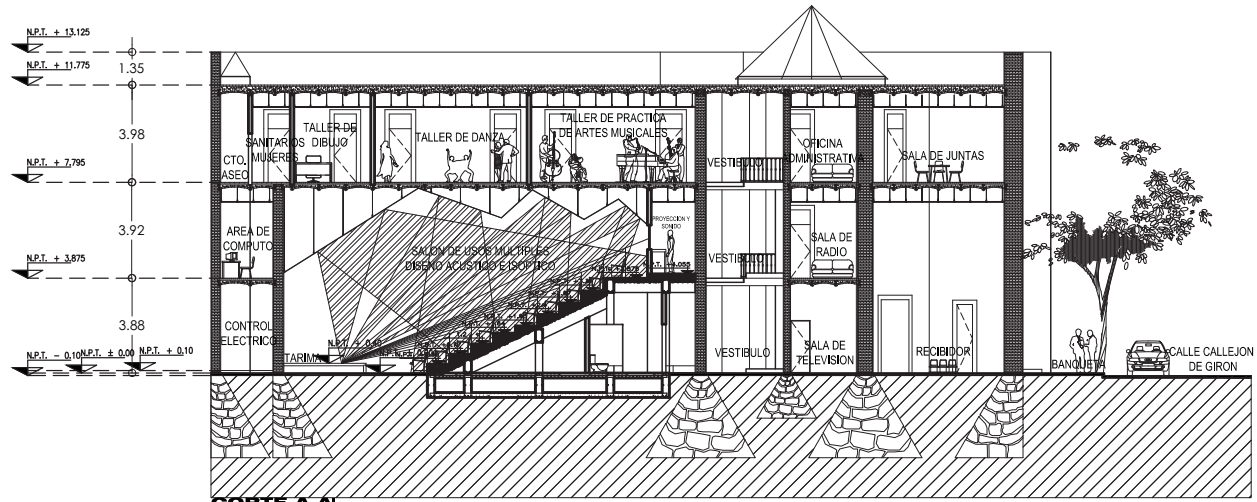 N.P.T. + 13.125
1.35
N.P.T. + 11.775
3.98
N.P.T. + 7,795
3.92
N.P.T. + 3,875
3.88
N.P.T. - 0,10
N.P.T. ± 0.00
N.P.T. + 0,10
CTO.
ASEO
SANITARIOS
MUJERES
TALLER DE
DIBUJO
TALLER DE DANZA
TALLER DE PRACTICA
DE ARTES MUSICALES
VESTIBULO
OFICINA
ADMINISTRATIVA
SALA DE JUNTAS
AREA DE
COMPUTO
SALON DE USOS MULTIPLES
DISEÑO ACUSTICO E ISOPTICO
PROYECCION Y
SONIDO
VESTIBULO
SALA DE
RADIO
CONTROL
ELECTRICO
TARIMA
VESTIBULO
SALA DE
TELEVISION
RECIBIDOR
BANQUETA
CALLE CALLEJON
DE GIRON
CORTE A-A'